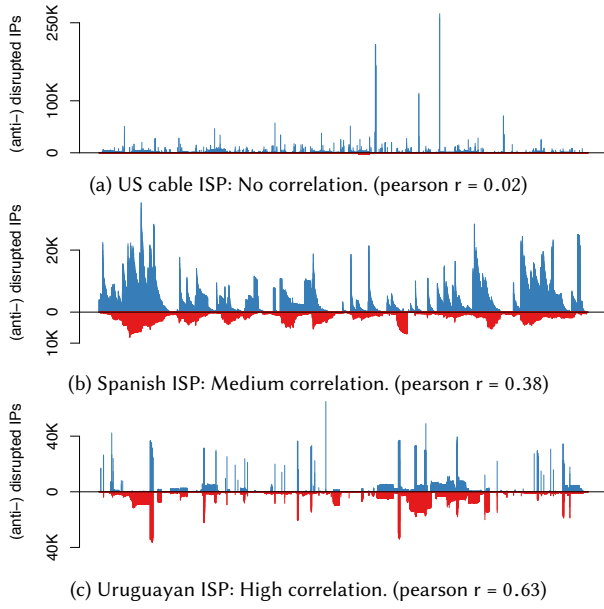 (anti−) disrupted IPs
250K
100K
0
(a) US cable ISP: No correlation. (pearson r = 0.02)
(anti−) disrupted IPs
20K
0
10K
(b) Spanish ISP: Medium correlation. (pearson r = 0.38)
(anti−) disrupted IPs
40K
0
40K
(c) Uruguayan ISP: High correlation. (pearson r = 0.63)